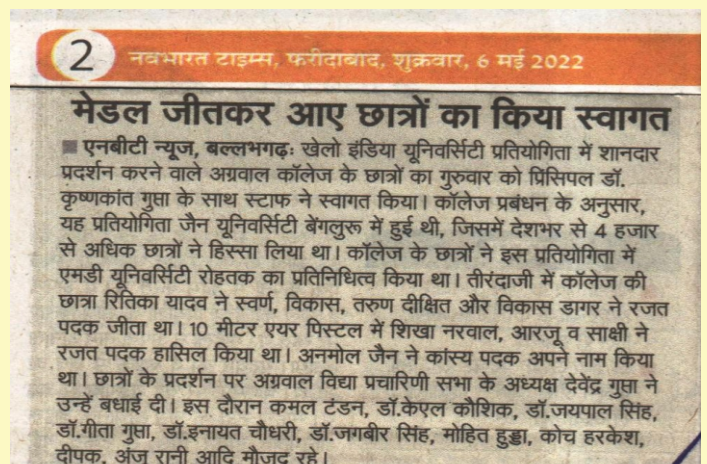 2
नवभारत टाइम्स, फरीदाबाद, शुक्रवार, 6 मई 2022
मेडल जीतकर आए छात्रों का किया स्वागत
एनबीटी न्यूज, बल्लभगढ़: खेलो इंडिया यूनिवर्सिटी प्रतियोगिता में शानदार
प्रदर्शन करने वाले अग्रवाल कॉलेज के छात्रों का गुरुवार को प्रिंसिपल डॉ.
कृष्णकांत गुप्ता के साथ स्टाफ ने स्वागत किया। कॉलेज प्रबंधन के अनुसार,
यह प्रतियोगिता जैन यूनिवर्सिटी बेंगलुरू में हुई थी, जिसमें देशभर से 4 हजार
से अधिक छात्रों ने हिस्सा लिया था। कॉलेज के छात्रों ने इस प्रतियोगिता में
एमडी यूनिवर्सिटी रोहतक का प्रतिनिधित्व किया था। तीरंदाजी में कॉलेज की
छात्रा रितिका यादव ने स्वर्ण, विकास, तरुण दीक्षित और विकास डागर ने रजत
पदक जीता था। 10 मीटर एयर पिस्टल में शिखा नरवाल, आरजू व साक्षी ने
रजत पदक हासिल किया था। अनमोल जैन ने कांस्य पदक अपने नाम किया
था। छात्रों के प्रदर्शन पर अग्रवाल विद्या प्रचारिणी सभा के अध्यक्ष देवेंद्र गुप्ता ने
उन्हें बधाई दी। इस दौरान कमल टंडन, डॉ.केएल कौशिक, डॉ.जयपाल सिंह,
डॉ.गीता गुप्ता, डॉ.इनायत चौधरी, डॉ.जगबीर सिंह, मोहित हुड्डा, कोच हरकेश,
दीपक, अंजू रानी आदि मौजूद रहे।